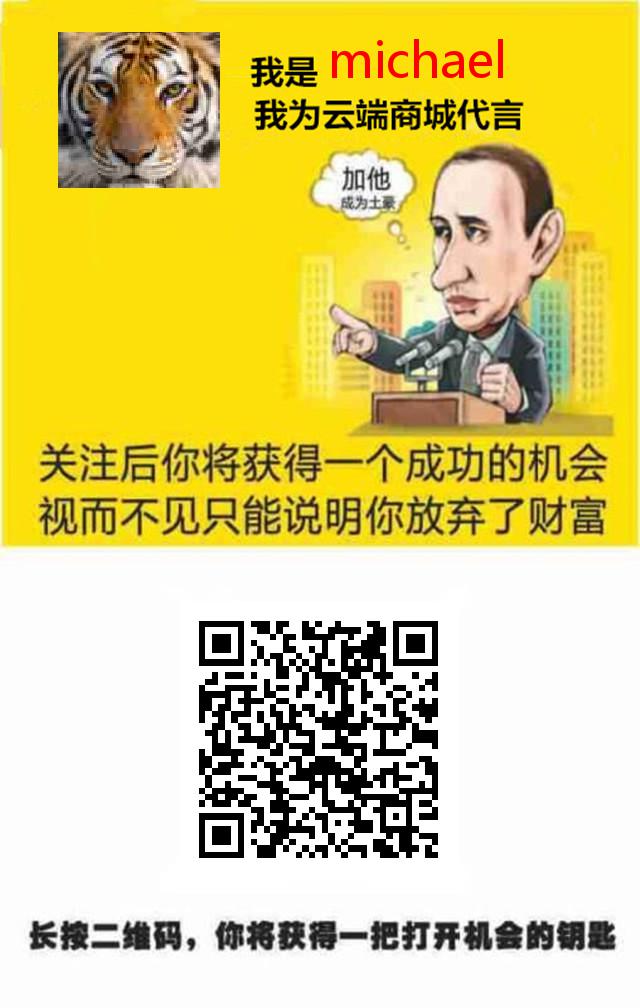 我是 michael
我为云端商城代言
加他
成为土豪
关注后你将获得一个成功的机会
视而不见只能说明你放弃了财富
长按二维码，你将获得一把打开机会的钥匙